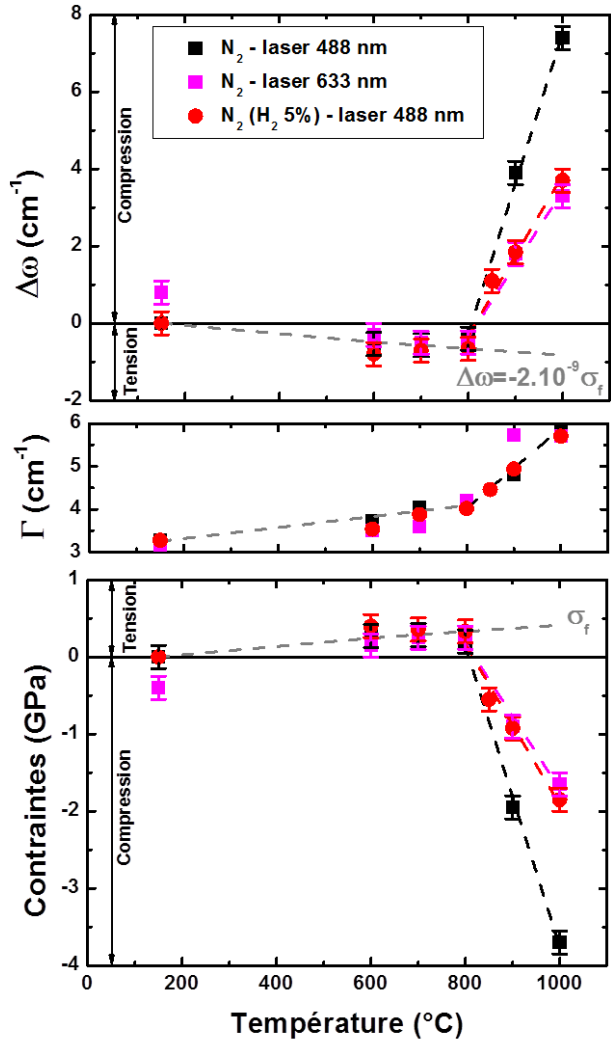 8
6
4
2
0
-2
Δω (cm⁻¹)
Compression
Tension
N₂ - laser 488 nm
N₂ - laser 633 nm
N₂ (H₂ 5%) - laser 488 nm
Δω=-2.10⁻⁹σf
6
5
4
3
Γ (cm⁻¹)
1
0
-1
-2
-3
-4
Contraintes (GPa)
Tension
Compression
σf
0 200 400 600 800 1000
Température (°C)